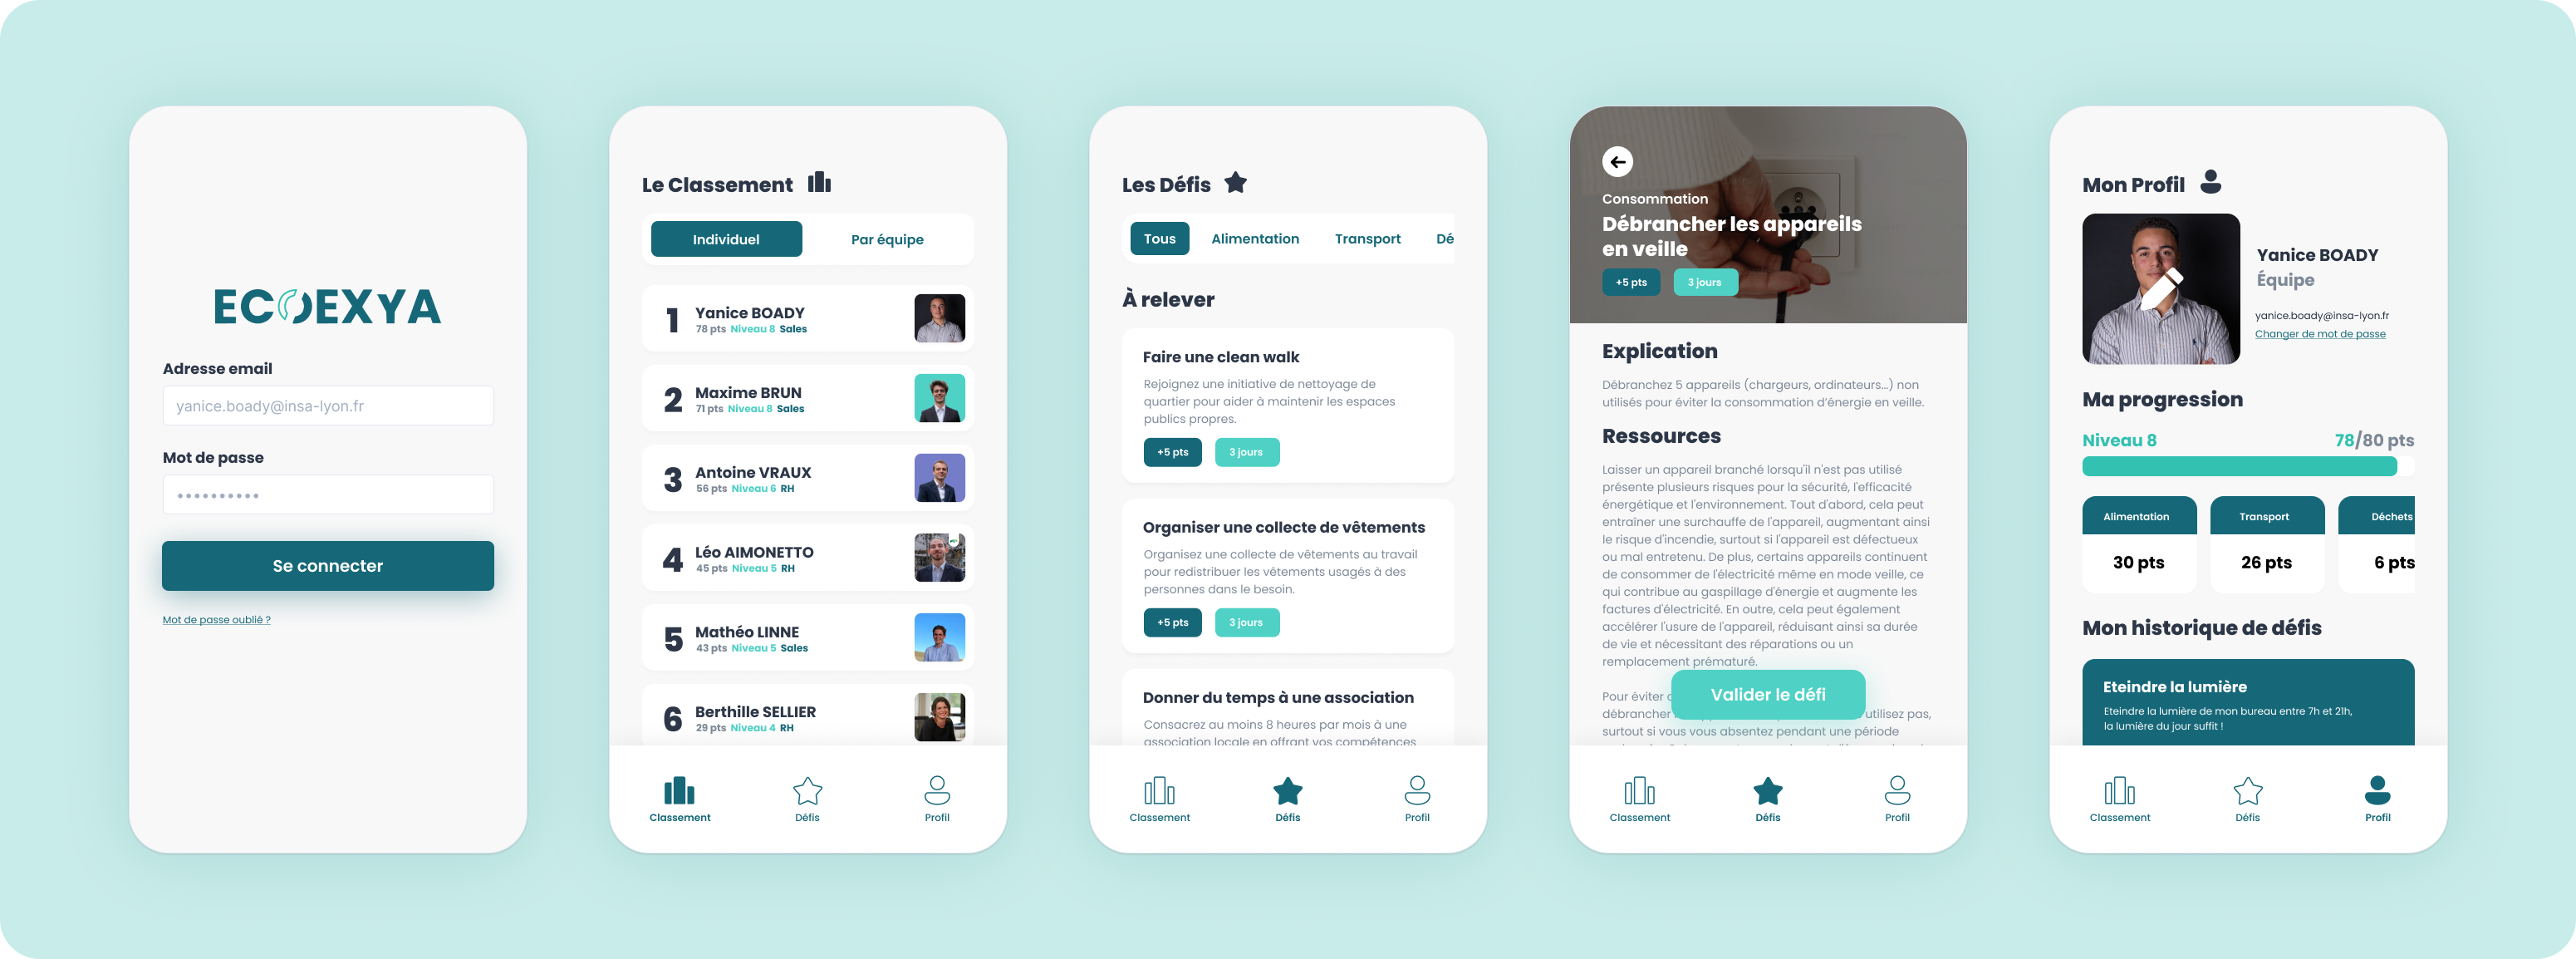 ECOEXYA
Adresse email
yanice.boady@insa-lyon.fr
Mot de passe
Se connecter
Mot de passe oublié ?
Le Classement
Individuel
Par équipe
1
Yanice BOADY
78 pts Niveau 8 Sales
2
Maxime BRUN
71 pts Niveau 8 Sales
3
Antoine VRAUX
56 pts Niveau 6 RH
4
Léo AIMONETTO
45 pts Niveau 5 RH
5
Mathéo LINNE
43 pts Niveau 5 Sales
6
Berthille SELLIER
29 pts Niveau 4 RH
Classement
Défis
Profil
Les Défis
Tous
Alimentation
Transport
Dé
À relever
Faire une clean walk
Rejoignez une initiative de nettoyage de
quartier pour aider à maintenir les espaces
publics propres.
+5 pts
3 jours
Organiser une collecte de vêtements
Organisez une collecte de vêtements au travail
pour redistribuer les vêtements usagés à des
personnes dans le besoin.
+5 pts
3 jours
Donner du temps à une association
Consacrez au moins 8 heures par mois à une
association locale en offrant vos compétences
Classement
Défis
Profil
Consommation
Débrancher les appareils
en veille
+5 pts
3 jours
Explication
Débranchez 5 appareils (chargeurs, ordinateurs...) non
utilisés pour éviter la consommation d'énergie en veille.
Ressources
Laisser un appareil branché lorsqu'il n'est pas utilisé
présente plusieurs risques pour la sécurité, l'efficacité
énergétique et l'environnement. Tout d'abord, cela peut
entraîner une surchauffe de l'appareil, augmentant ainsi
le risque d'incendie, surtout si l'appareil est défectueux
ou mal entretenu. De plus, certains appareils continuent
de consommer de l'électricité même en mode veille, ce
qui contribue au gaspillage d'énergie et augmente les
factures d'électricité. En outre, cela peut également
accélérer l'usure de l'appareil, réduisant ainsi sa durée
de vie et nécessitant des réparations ou un
remplacement prématuré.
Pour éviter
Valider le défi
débrancher utilisez pas,
surtout si vous vous absentez pendant une période
Classement
Défis
Profil
Mon Profil
Yanice BOADY
Équipe
yanice.boady@insa-lyon.fr
Changer de mot de passe
Ma progression
Niveau 8
78/80 pts
Alimentation
30 pts
Transport
26 pts
Déchets
6 pts
Mon historique de défis
Eteindre la lumière
Eteindre la lumière de mon bureau entre 7h et 21h,
la lumière du jour suffit !
Classement
Défis
Profil